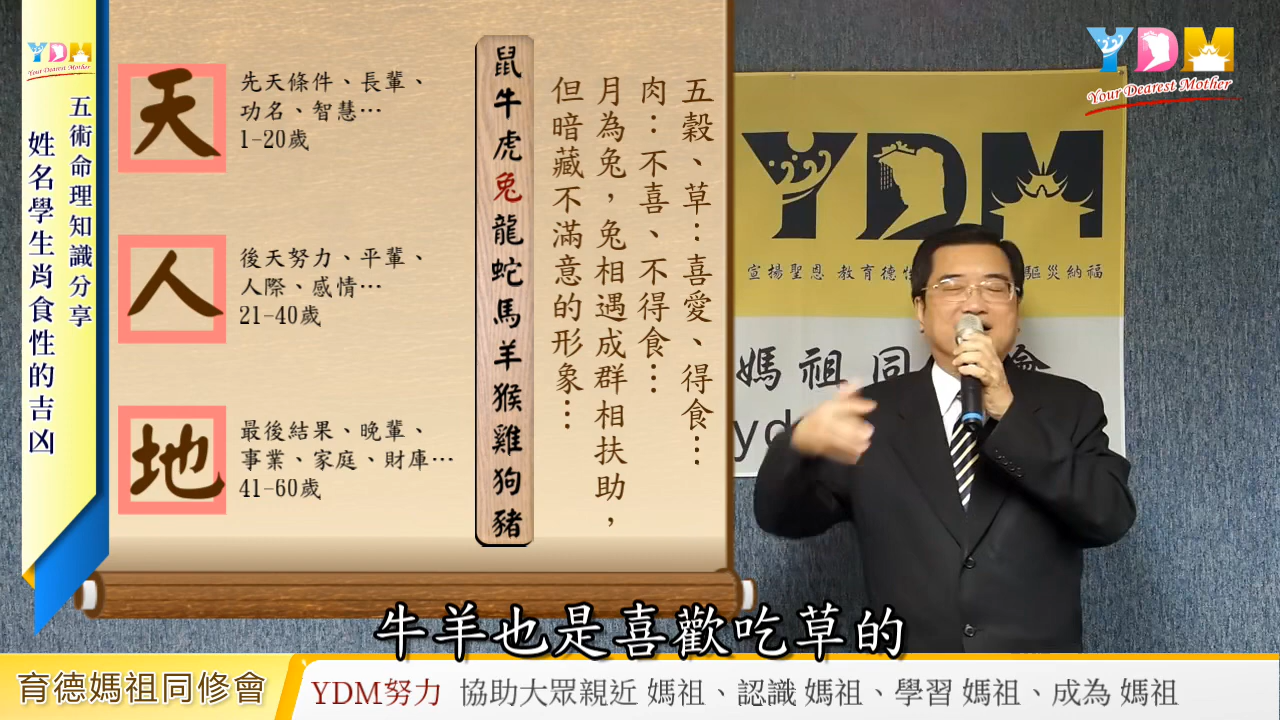 YDM
Your Dearest Mother
五術命理知識分享
姓名學生肖食性的吉凶
天
先天條件、長輩、
功名、智慧…
1-20歲
人
後天努力、平輩、
人際、感情…
21-40歲
地
最後結果、晚輩、
事業、家庭、財庫…
41-60歲
鼠牛虎兔龍蛇馬羊猴雞狗豬
五穀、草：喜愛、得食…
肉：不喜、不得食…
月為兔，兔相遇成群相扶助，
但暗藏不滿意的形象…
YDM
Your Dearest Mother
YDM
宣揚聖恩 教育德性 驅災納福
媽祖同 會
yd
牛羊也是喜歡吃草的
育德媽祖同修會
YDM努力 協助大眾親近 媽祖、認識 媽祖、學習 媽祖、成為 媽祖